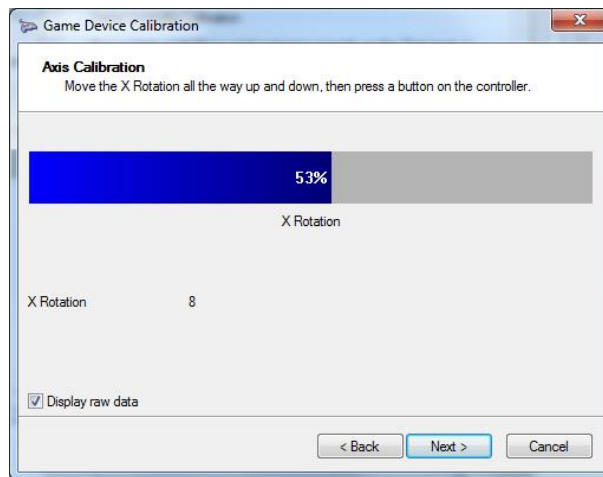 Game Device Calibration
Axis Calibration
Move the X Rotation all the way up and down, then press a button on the controller.
53%
X Rotation
X Rotation 8
Display raw data
< Back Next > Cancel